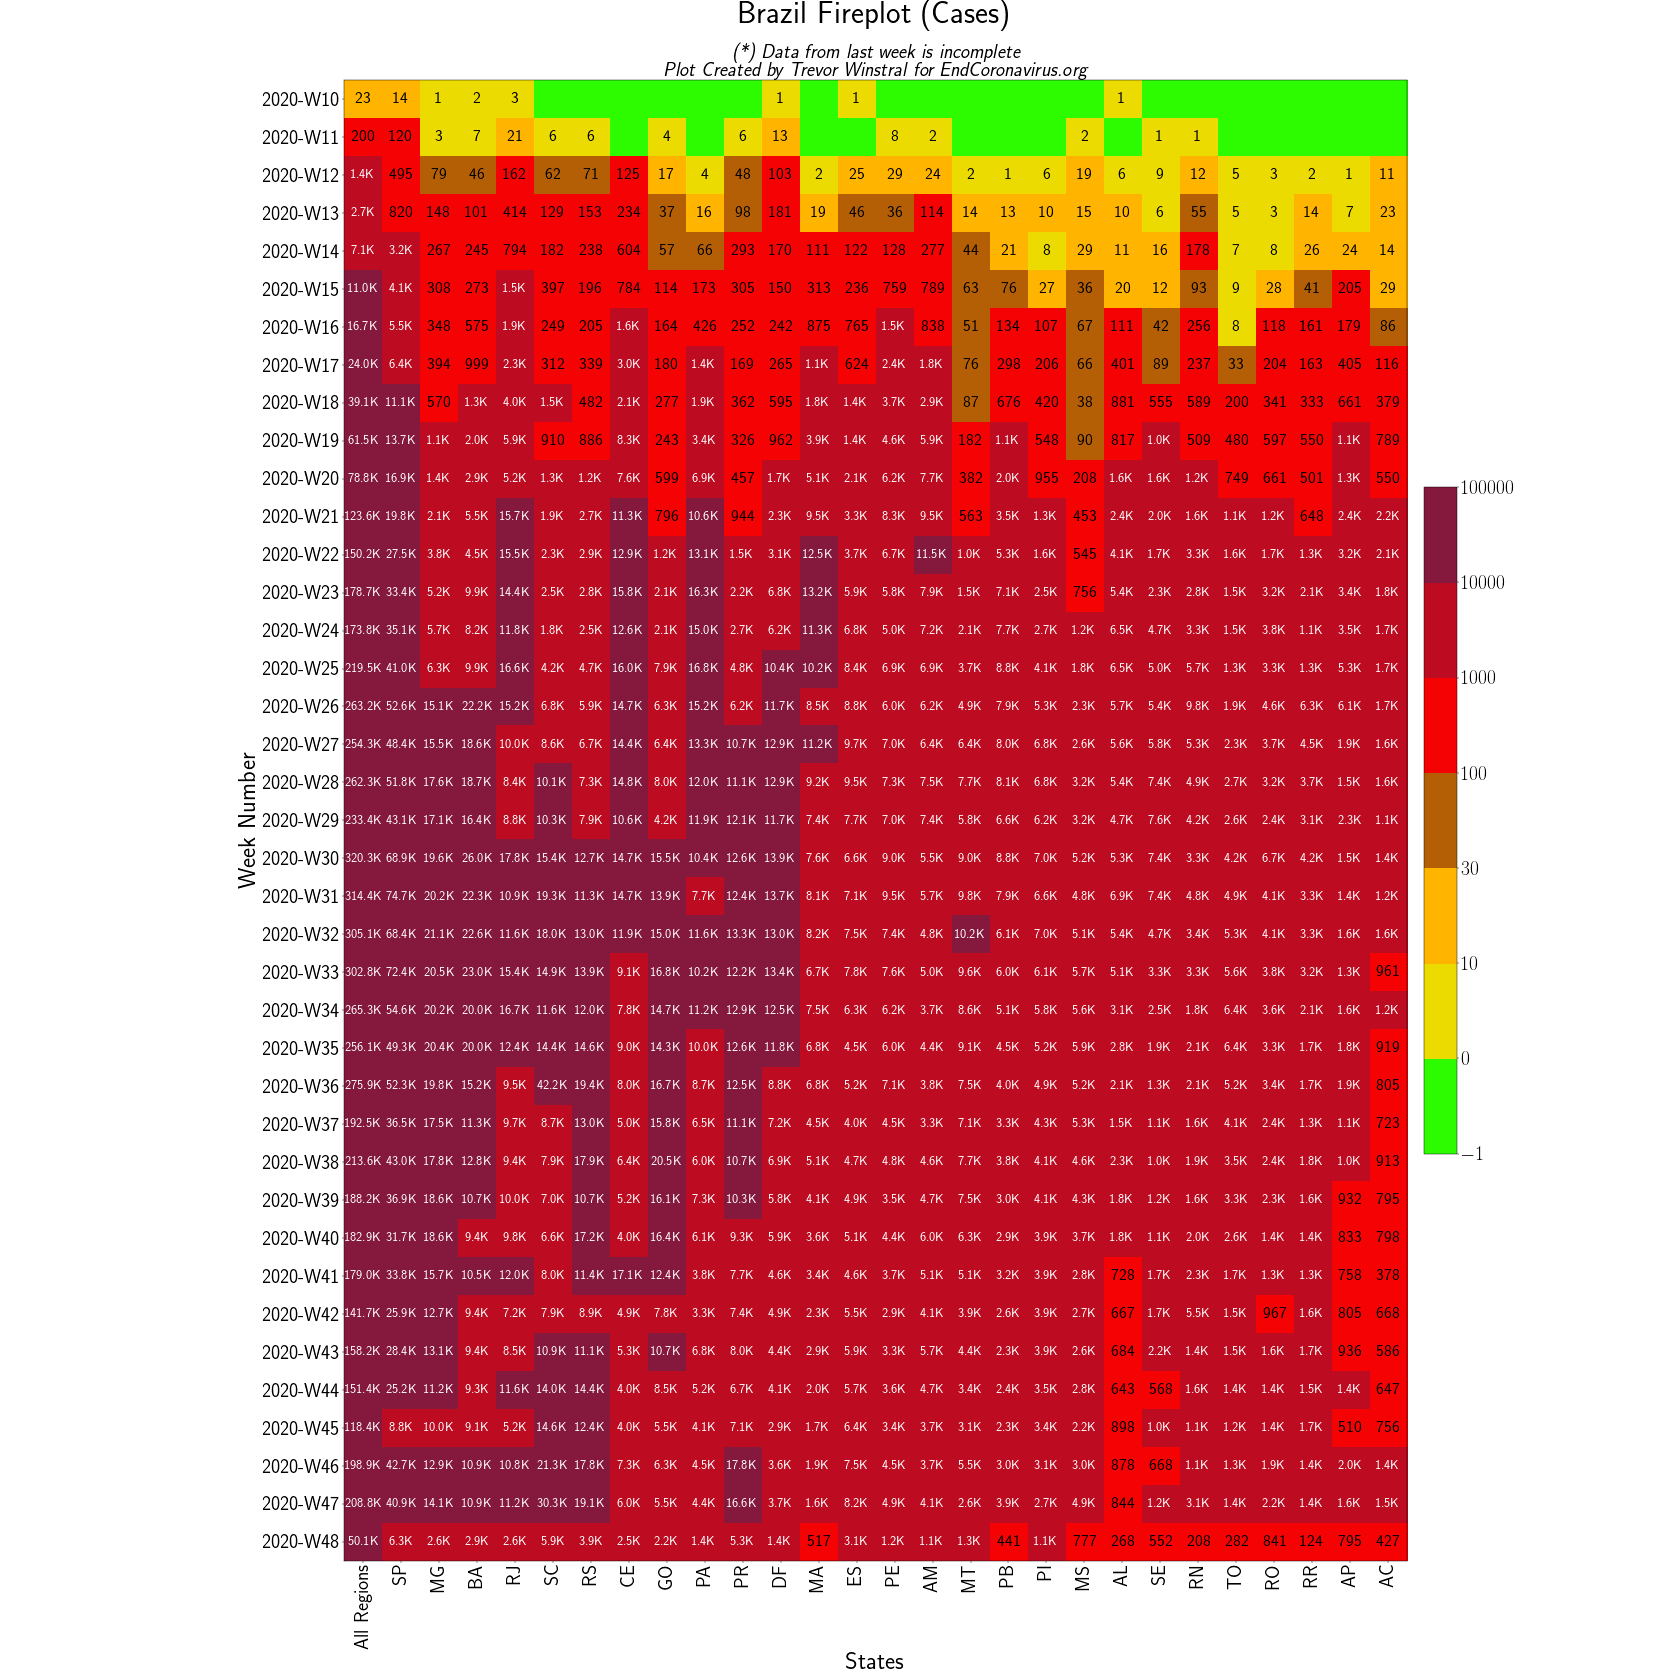 Brazil Fireplot (Cases)
(*) Data from last week is incomplete
Plot Created by Trevor Winstral for EndCoronavirus.org
2020-W10 23 14 1 2 3 1 1 1
2020-W11 200 120 3 7 21 6 6 4 6 13 8 2 2 1 1
2020-W12 1.4K 495 79 46 162 62 71 125 17 4 48 103 2 25 29 24 2 1 6 19 6 9 12 5 3 2 1 11
2020-W13 2.7K 820 148 101 414 129 153 234 37 16 98 181 19 46 36 114 14 13 10 15 10 6 55 5 3 14 7 23
2020-W14 7.1K 3.2K 267 245 794 182 238 604 57 66 293 170 111 122 128 277 44 21 8 29 11 16 178 7 8 26 24 14
2020-W15 11.0K 4.1K 308 273 1.5K 397 196 784 114 173 305 150 313 236 759 789 63 76 27 36 20 12 93 9 28 41 205 29
2020-W16 16.7K 5.5K 348 575 1.9K 249 205 1.6K 164 426 252 242 875 765 1.5K 838 51 134 107 67 111 42 256 8 118 161 179 86
2020-W17 24.0K 6.4K 394 999 2.3K 312 339 3.0K 180 1.4K 169 265 1.1K 624 2.4K 1.8K 76 298 206 66 401 89 237 33 204 163 405 116
2020-W18 39.1K 11.1K 570 1.3K 4.0K 1.5K 482 2.1K 277 1.9K 362 595 1.8K 1.4K 3.7K 2.9K 87 676 420 38 881 555 589 200 341 333 661 379
2020-W19 61.5K 13.7K 1.1K 2.0K 5.9K 910 886 8.3K 243 3.4K 326 962 3.9K 1.4K 4.6K 5.9K 182 1.1K 548 90 817 1.0K 509 480 597 550 1.1K 789
2020-W20 78.8K 16.9K 1.4K 2.9K 5.2K 1.3K 1.2K 7.6K 599 6.9K 457 1.7K 5.1K 2.1K 6.2K 7.7K 382 2.0K 955 208 1.6K 1.6K 1.2K 749 661 501 1.3K 550
2020-W21 123.6K 19.8K 2.1K 5.5K 15.7K 1.9K 2.7K 11.3K 796 10.6K 944 2.3K 9.5K 3.3K 8.3K 9.5K 563 3.5K 1.3K 453 2.4K 2.0K 1.6K 1.1K 1.2K 648 2.4K 2.2K
2020-W22 150.2K 27.5K 3.8K 4.5K 15.5K 2.3K 2.9K 12.9K 1.2K 13.1K 1.5K 3.1K 12.5K 3.7K 6.7K 11.5K 1.0K 5.3K 1.6K 545 4.1K 1.7K 3.3K 1.6K 1.7K 1.3K 3.2K 2.1K
2020-W23 178.7K 33.4K 5.2K 9.9K 14.4K 2.5K 2.8K 15.8K 2.1K 16.3K 2.2K 6.8K 13.2K 5.9K 5.8K 7.9K 1.5K 7.1K 2.5K 756 5.4K 2.3K 2.8K 1.5K 3.2K 2.1K 3.4K 1.8K
2020-W24 173.8K 35.1K 5.7K 8.2K 11.8K 1.8K 2.5K 12.6K 2.1K 15.0K 2.7K 6.2K 11.3K 6.8K 5.0K 7.2K 2.1K 7.7K 2.7K 1.2K 6.5K 4.7K 3.3K 1.5K 3.8K 1.1K 3.5K 1.7K
2020-W25 219.5K 41.0K 6.3K 9.9K 16.6K 4.2K 4.7K 16.0K 7.9K 16.8K 4.8K 10.4K 10.2K 8.4K 6.9K 6.9K 3.7K 8.8K 4.1K 1.8K 6.5K 5.0K 5.7K 1.3K 3.3K 1.3K 5.3K 1.7K
2020-W26 263.2K 52.6K 15.1K 22.2K 15.2K 6.8K 5.9K 14.7K 6.3K 15.2K 6.2K 11.7K 8.5K 8.8K 6.0K 6.2K 4.9K 7.9K 5.3K 2.3K 5.7K 5.4K 9.8K 1.9K 4.6K 6.3K 6.1K 1.7K
2020-W27 254.3K 48.4K 15.5K 18.6K 10.0K 8.6K 6.7K 14.4K 6.4K 13.3K 10.7K 12.9K 11.2K 9.7K 7.0K 6.4K 6.4K 8.0K 6.8K 2.6K 5.6K 5.8K 5.3K 2.3K 3.7K 4.5K 1.9K 1.6K
2020-W28 262.3K 51.8K 17.6K 18.7K 8.4K 10.1K 7.3K 14.8K 8.0K 12.0K 11.1K 12.9K 9.2K 9.5K 7.3K 7.5K 7.7K 8.1K 6.8K 3.2K 5.4K 7.4K 4.9K 2.7K 3.2K 3.7K 1.5K 1.6K
2020-W29 233.4K 43.1K 17.1K 16.4K 8.8K 10.3K 7.9K 10.6K 4.2K 11.9K 12.1K 11.7K 7.4K 7.7K 7.0K 7.4K 5.8K 6.6K 6.2K 3.2K 4.7K 7.6K 4.2K 2.6K 2.4K 3.1K 2.3K 1.1K
2020-W30 320.3K 68.9K 19.6K 26.0K 17.8K 15.4K 12.7K 14.7K 15.5K 10.4K 12.6K 13.9K 7.6K 6.6K 9.0K 5.5K 9.0K 8.8K 7.0K 5.2K 5.3K 7.4K 3.3K 4.2K 6.7K 4.2K 1.5K 1.4K
2020-W31 314.4K 74.7K 20.2K 22.3K 10.9K 19.3K 11.3K 14.7K 13.9K 7.7K 12.4K 13.7K 8.1K 7.1K 9.5K 5.7K 9.8K 7.9K 6.6K 4.8K 6.9K 7.4K 4.8K 4.9K 4.1K 3.3K 1.4K 1.2K
2020-W32 305.1K 68.4K 21.1K 22.6K 11.6K 18.0K 13.0K 11.9K 15.0K 11.6K 13.3K 13.0K 8.2K 7.5K 7.4K 4.8K 10.2K 6.1K 7.0K 5.1K 5.4K 4.7K 3.4K 5.3K 4.1K 3.3K 1.6K 1.6K
2020-W33 302.8K 72.4K 20.5K 23.0K 15.4K 14.9K 13.9K 9.1K 16.8K 10.2K 12.2K 13.4K 6.7K 7.8K 7.6K 5.0K 9.6K 6.0K 6.1K 5.7K 5.1K 3.3K 3.3K 5.6K 3.8K 3.2K 1.3K 961
2020-W34 265.3K 54.6K 20.2K 20.0K 16.7K 11.6K 12.0K 7.8K 14.7K 11.2K 12.9K 12.5K 7.5K 6.3K 6.2K 3.7K 8.6K 5.1K 5.8K 5.6K 3.1K 2.5K 1.8K 6.4K 3.6K 2.1K 1.6K 1.2K
2020-W35 256.1K 49.3K 20.4K 20.0K 12.4K 14.4K 14.6K 9.0K 14.3K 10.0K 12.6K 11.8K 6.8K 4.5K 6.0K 4.4K 9.1K 4.5K 5.2K 5.9K 2.8K 1.9K 2.1K 6.4K 3.3K 1.7K 1.8K 919
2020-W36 275.9K 52.3K 19.8K 15.2K 9.5K 42.2K 19.4K 8.0K 16.7K 8.7K 12.5K 8.8K 6.8K 5.2K 7.1K 3.8K 7.5K 4.0K 4.9K 5.2K 2.1K 1.3K 2.1K 5.2K 3.4K 1.7K 1.9K 805
2020-W37 192.5K 36.5K 17.5K 11.3K 9.7K 8.7K 13.0K 5.0K 15.8K 6.5K 11.1K 7.2K 4.5K 4.0K 4.5K 3.3K 7.1K 3.3K 4.3K 5.3K 1.5K 1.1K 1.6K 4.1K 2.4K 1.3K 1.1K 723
2020-W38 213.6K 43.0K 17.8K 12.8K 9.4K 7.9K 17.9K 6.4K 20.5K 6.0K 10.7K 6.9K 5.1K 4.7K 4.8K 4.6K 7.7K 3.8K 4.1K 4.6K 2.3K 1.0K 1.9K 3.5K 2.4K 1.8K 1.0K 913
2020-W39 188.2K 36.9K 18.6K 10.7K 10.0K 7.0K 10.7K 5.2K 16.1K 7.3K 10.3K 5.8K 4.1K 4.9K 3.5K 4.7K 7.5K 3.0K 4.1K 4.3K 1.8K 1.2K 1.6K 3.3K 2.3K 1.6K 932 795
2020-W40 182.9K 31.7K 18.6K 9.4K 9.8K 6.6K 17.2K 4.0K 16.4K 6.1K 9.3K 5.9K 3.6K 5.1K 4.4K 6.0K 6.3K 2.9K 3.9K 3.7K 1.8K 1.1K 2.0K 2.6K 1.4K 1.4K 833 798
2020-W41 179.0K 33.8K 15.7K 10.5K 12.0K 8.0K 11.4K 17.1K 12.4K 3.8K 7.7K 4.6K 3.4K 4.6K 3.7K 5.1K 5.1K 3.2K 3.9K 2.8K 728 1.7K 2.3K 1.7K 1.3K 1.3K 758 378
2020-W42 141.7K 25.9K 12.7K 9.4K 7.2K 7.9K 8.9K 4.9K 7.8K 3.3K 7.4K 4.9K 2.3K 5.5K 2.9K 4.1K 3.9K 2.6K 3.9K 2.7K 667 1.7K 5.5K 1.5K 967 1.6K 805 668
2020-W43 158.2K 28.4K 13.1K 9.4K 8.5K 10.9K 11.1K 5.3K 10.7K 6.8K 8.0K 4.4K 2.9K 5.9K 3.3K 5.7K 4.4K 2.3K 3.9K 2.6K 684 2.2K 1.4K 1.5K 1.6K 1.7K 936 586
2020-W44 151.4K 25.2K 11.2K 9.3K 11.6K 14.0K 14.4K 4.0K 8.5K 5.2K 6.7K 4.1K 2.0K 5.7K 3.6K 4.7K 3.4K 2.4K 3.5K 2.8K 643 568 1.6K 1.4K 1.4K 1.5K 1.4K 647
2020-W45 118.4K 8.8K 10.0K 9.1K 5.2K 14.6K 12.4K 4.0K 5.5K 4.1K 7.1K 2.9K 1.7K 6.4K 3.4K 3.7K 3.1K 2.3K 3.4K 2.2K 898 1.0K 1.1K 1.2K 1.4K 1.7K 510 756
2020-W46 198.9K 42.7K 12.9K 10.9K 10.8K 21.3K 17.8K 7.3K 6.3K 4.5K 17.8K 3.6K 1.9K 7.5K 4.5K 3.7K 5.5K 3.0K 3.1K 3.0K 878 668 1.1K 1.3K 1.9K 1.4K 2.0K 1.4K
2020-W47 208.8K 40.9K 14.1K 10.9K 11.2K 30.3K 19.1K 6.0K 5.5K 4.4K 16.6K 3.7K 1.6K 8.2K 4.9K 4.1K 2.6K 3.9K 2.7K 4.9K 844 1.2K 3.1K 1.4K 2.2K 1.4K 1.6K 1.5K
2020-W48 50.1K 6.3K 2.6K 2.9K 2.6K 5.9K 3.9K 2.5K 2.2K 1.4K 5.3K 1.4K 517 3.1K 1.2K 1.1K 1.3K 441 1.1K 777 268 552 208 282 841 124 795 427
All Regions SP MG BA RJ SC RS CE GO PA PR DF MA ES PE AM MT PB PI MS AL SE RN TO RO RR AP AC
States
Week Number
100000
10000
1000
100
30
10
0
−1